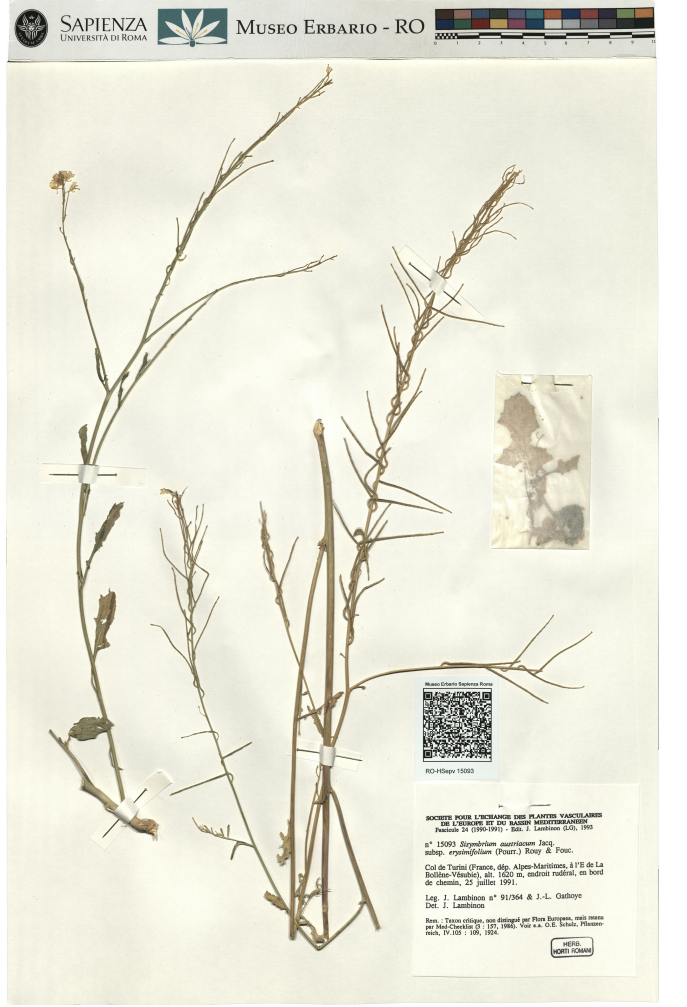 SAPIENZA
UNIVERSITÀ DI ROMA
MUSEO ERBARIO - RO
Museo Erbario Sapienza Roma
RO-HSepv 15093
SOCIETE POUR L'ECHANGE DES PLANTES VASCULAIRES
DE L'EUROPE ET DU BASSIN MEDITERRANEEN
Fascicule 24 (1990-1991) - Edit. J. Lambinon (LG), 1993
n° 15093 Sisymbrium austriacum Jacq.
subsp. erysimifolium (Pourr.) Rouy & Fouc.
Col de Turini (France, dép. Alpes-Maritimes, à l'E de La
Bollène-Vésubie), alt. 1620 m, endroit rudéral, en bord
de chemin, 25 juillet 1991.
Leg. J. Lambinon n° 91/364 & J.-L. Gathoye
Det. J. Lambinon
Rem. : Taxon critique, non distingué par Flora Europaea, mais retenu
par Med-Checklist (3 : 157, 1986). Voir e.a. O.E. Schulz, Pflanzen-
reich, IV.105 : 109, 1924.
HERB.
HORTI ROMANI